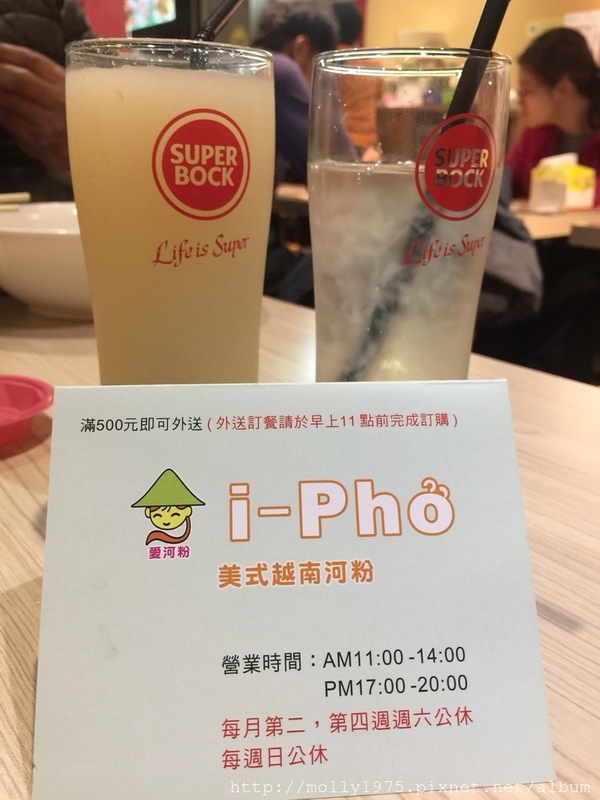 SUPER
BOCK
Life is Super
SUPER
BOCK
Life is Super
滿500元即可外送 ( 外送訂餐請於早上11點前完成訂購 )
i-Phở
愛河粉
美式越南河粉
營業時間：AM11:00 -14:00
PM17:00 -20:00
每月第二，第四週週六公休
每週日公休
http://molly1975.pixnet.net/album